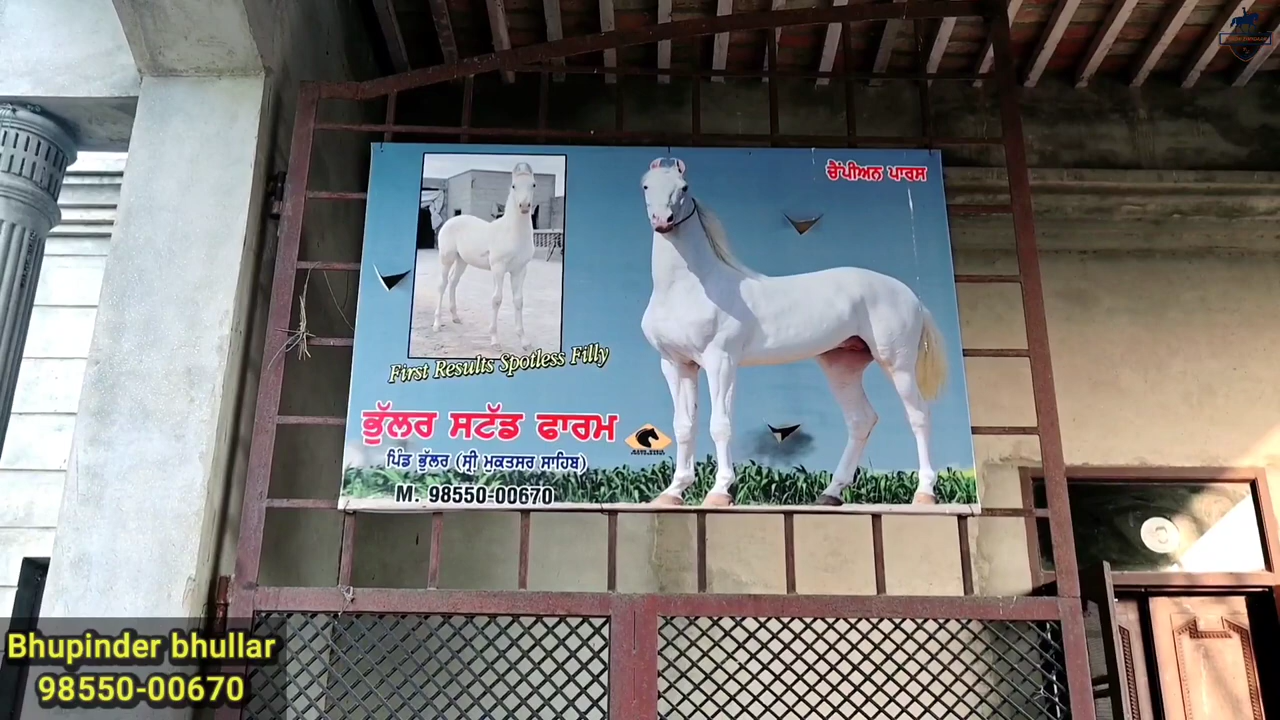 ਚੈਂਪੀਅਨ ਪਾਰਸ
First Results Spotless Filly
ਭੁੱਲਰ ਸਟੱਡ ਫਾਰਮ
ਪਿੰਡ ਭੁੱਲਰ (ਸ੍ਰੀ ਮੁਕਤਸਰ ਸਾਹਿਬ)
M. 98550-00670
Bhupinder bhullar
98550-00670